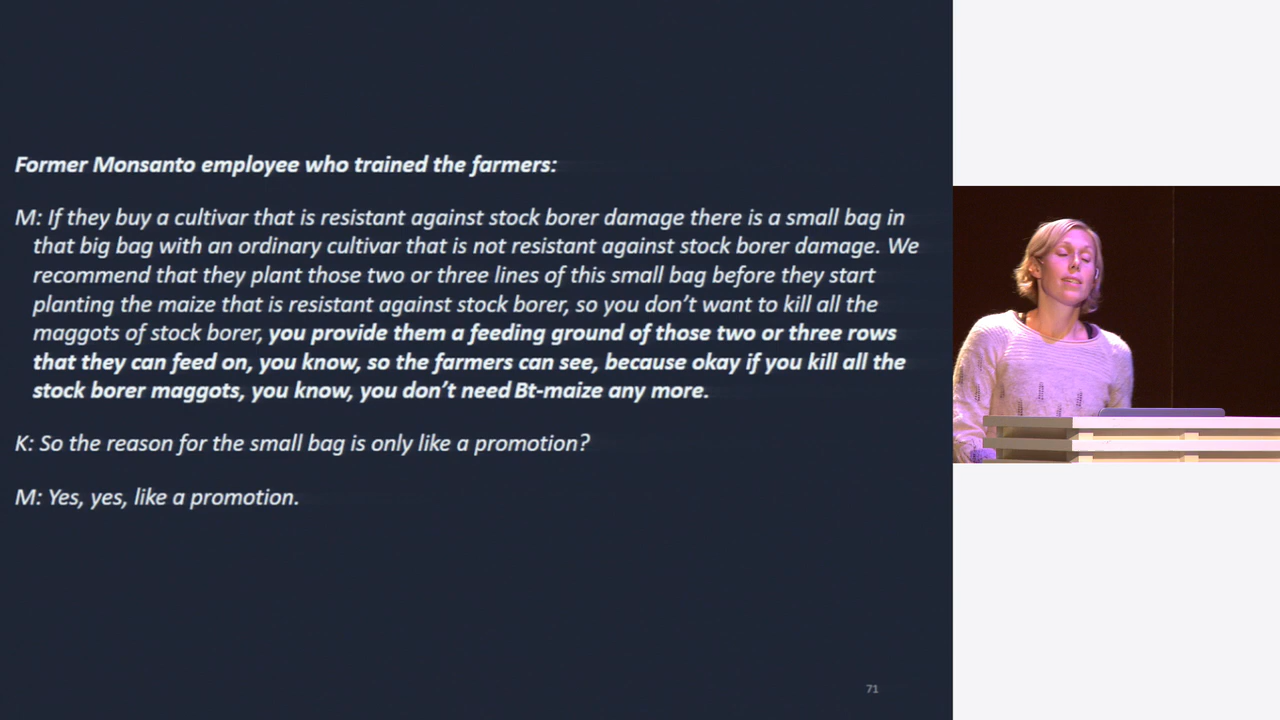 Former Monsanto employee who trained the farmers:
M: If they buy a cultivar that is resistant against stock borer damage there is a small bag in
that big bag with an ordinary cultivar that is not resistant against stock borer damage. We
recommend that they plant those two or three lines of this small bag before they start
planting the maize that is resistant against stock borer, so you don't want to kill all the
maggots of stock borer, you provide them a feeding ground of those two or three rows
that they can feed on, you know, so the farmers can see, because okay if you kill all the
stock borer maggots, you know, you don't need Bt-maize any more.
K: So the reason for the small bag is only like a promotion?
M: Yes, yes, like a promotion.
71